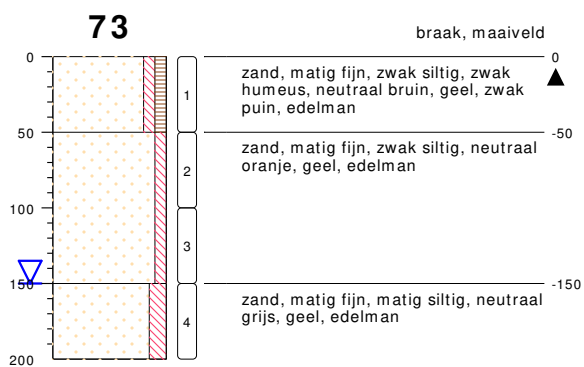 73
braak, maaiveld
0
0
zand, matig fijn, zwak siltig, zwak
humeus, neutraal bruin, geel, zwak
puin, edelman
1
50
-50
zand, matig fijn, zwak siltig, neutraal
oranje, geel, edelman
2
100
3
150
-150
zand, matig fijn, matig siltig, neutraal
grijs, geel, edelman
4
200